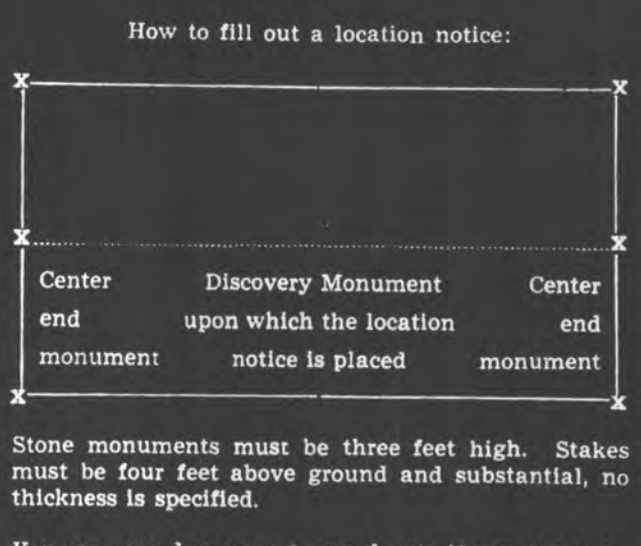 How to fill out a location notice:
X X
X X
Center Discovery Monument Center
end upon which the location end
monument notice is placed monument
X X
Stone monuments must be three feet high. Stakes
must be four feet above ground and substantial, no
thickness is specified.